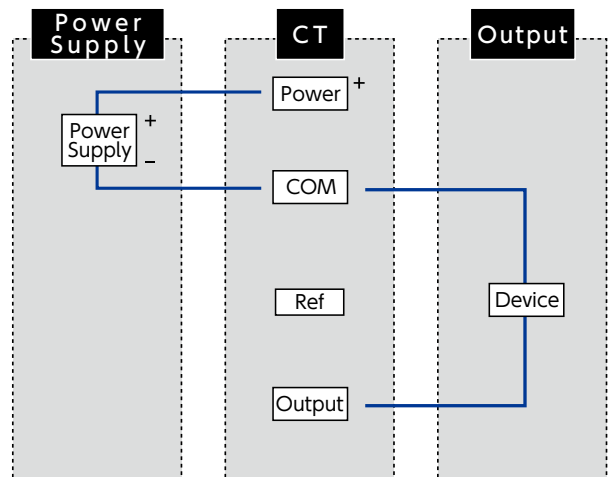 Power
Supply
CT
Output
Power
Supply
+
−
Power +
COM
Ref
Output
Device